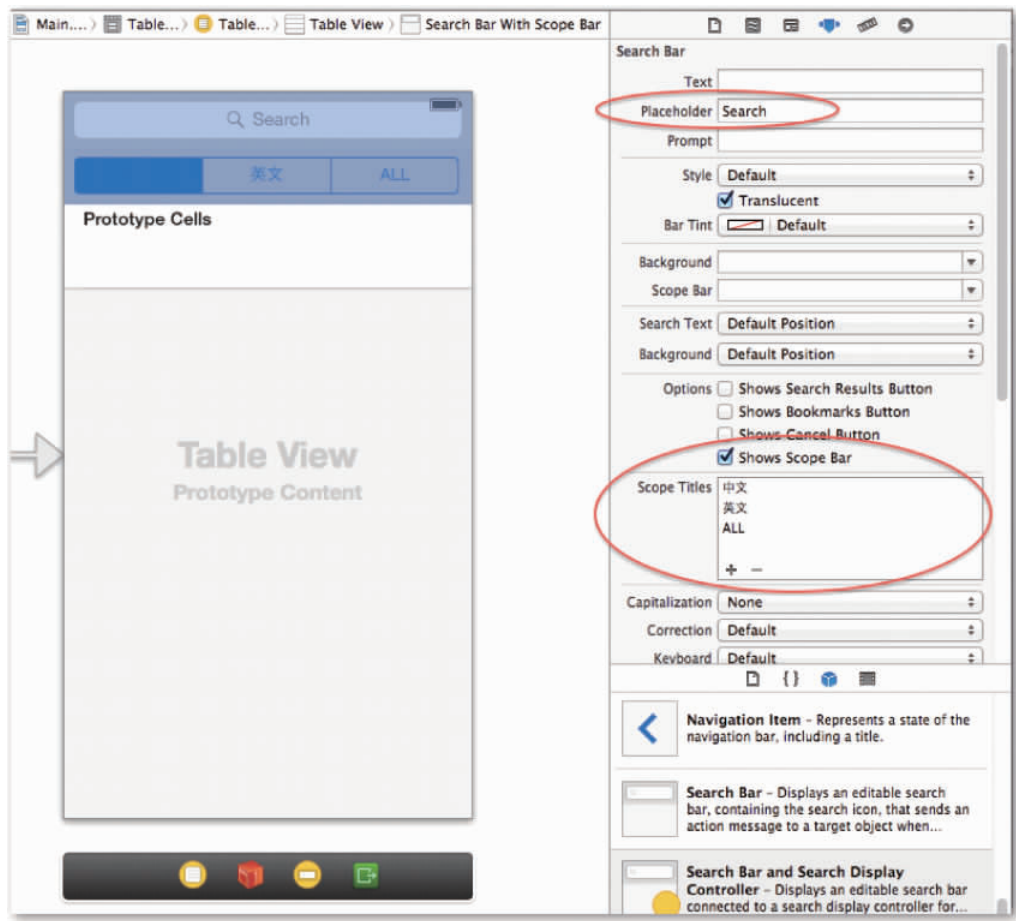 Main....〉 Table...〉 Table...〉 Table View 〉 Search Bar With Scope Bar
Search
英文 ALL
Prototype Cells
Table View
Prototype Content
Search Bar
Text
Placeholder Search
Prompt
Style Default
Translucent
Bar Tint Default
Background
Scope Bar
Search Text Default Position
Background Default Position
Options Shows Search Results Button
Shows Bookmarks Button
Shows Cancel Button
Shows Scope Bar
Scope Titles 中文
英文
ALL
+ −
Capitalization None
Correction Default
Keyboard Default
{ }
Navigation Item – Represents a state of the
navigation bar, including a title.
Search Bar – Displays an editable search
bar, containing the search icon, that sends an
action message to a target object when...
Search Bar and Search Display
Controller – Displays an editable search bar
connected to a search display controller for...